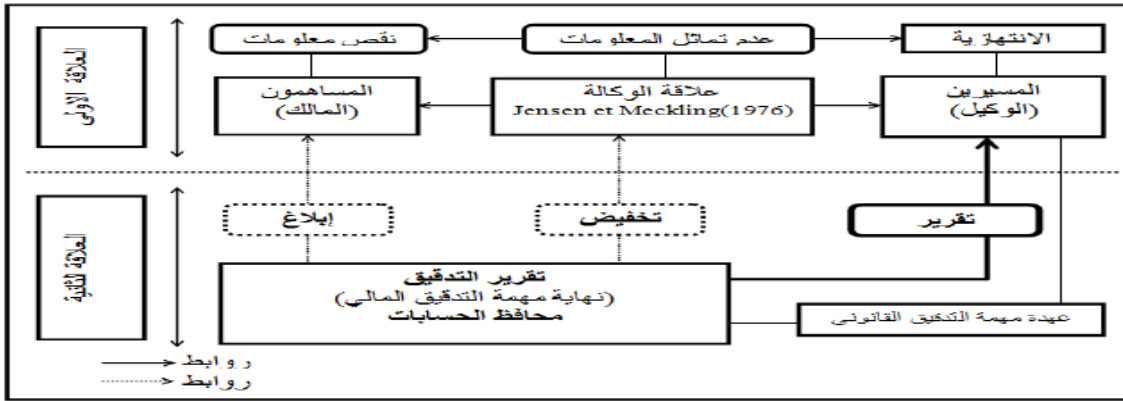 العلاقة الاولى
الانتهازية
عدم تماثل المعلومات
نقص معلومات
المسيرين
(الوكيل)
علاقة الوكالة
Jensen et Meckling(1976)
المساهمون
(المالك)
العلاقة الثانية
تقرير
تخفيض
إبلاغ
تقرير التدقيق
(نهاية مهمة التدقيق المالي)
محافظ الحسابات
عهدة مهمة التدقيق القانوني
روابط
روابط